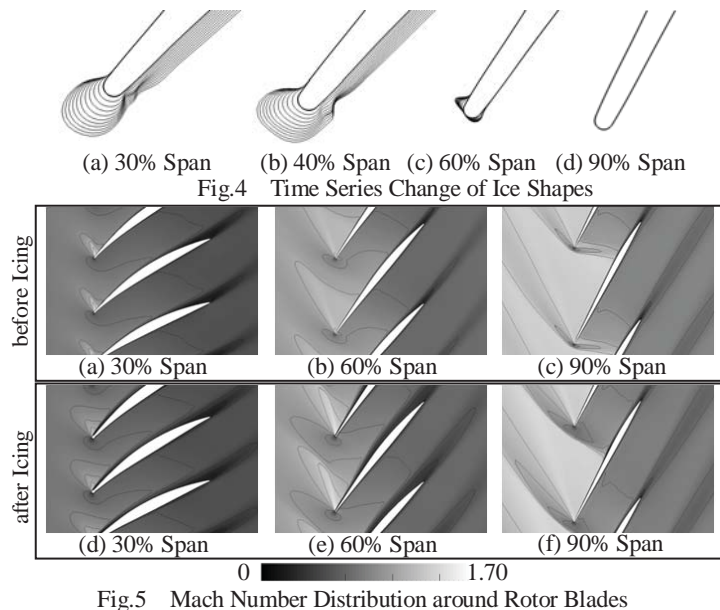 (a) 30% Span (b) 40% Span (c) 60% Span (d) 90% Span
Fig.4 Time Series Change of Ice Shapes
before Icing
(a) 30% Span (b) 60% Span (c) 90% Span
after Icing
(d) 30% Span (e) 60% Span (f) 90% Span
0 1.70
Fig.5 Mach Number Distribution around Rotor Blades